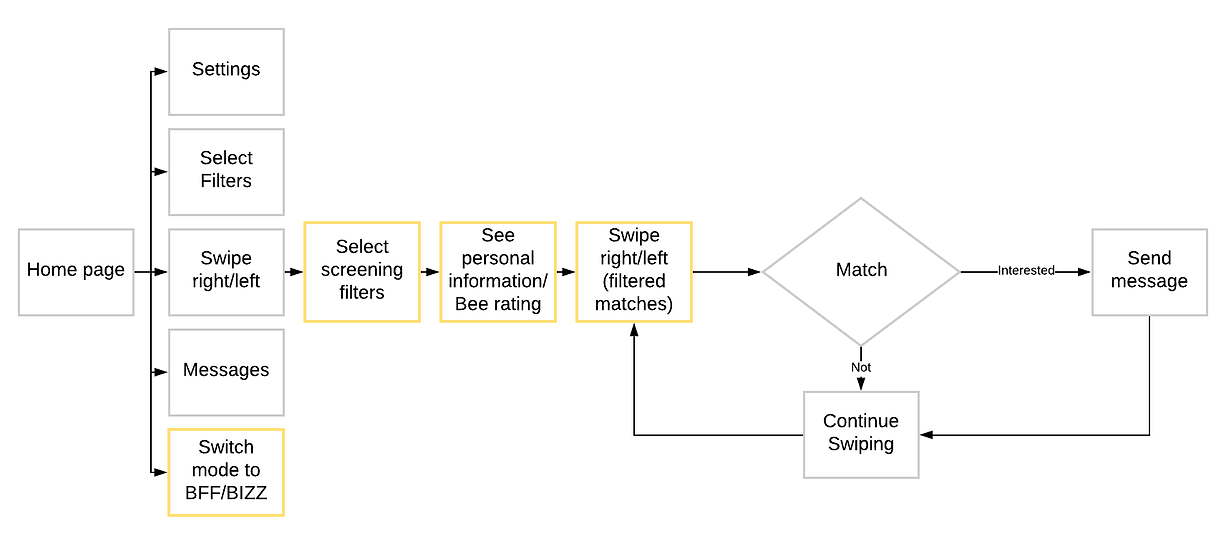 Settings
Select
Filters
Home page
Swipe
right/left
Select
screening
filters
See
personal
information/
Bee rating
Swipe
right/left
(filtered
matches)
Match
Interested
Send
message
Not
Continue
Swiping
Messages
Switch
mode to
BFF/BIZZ